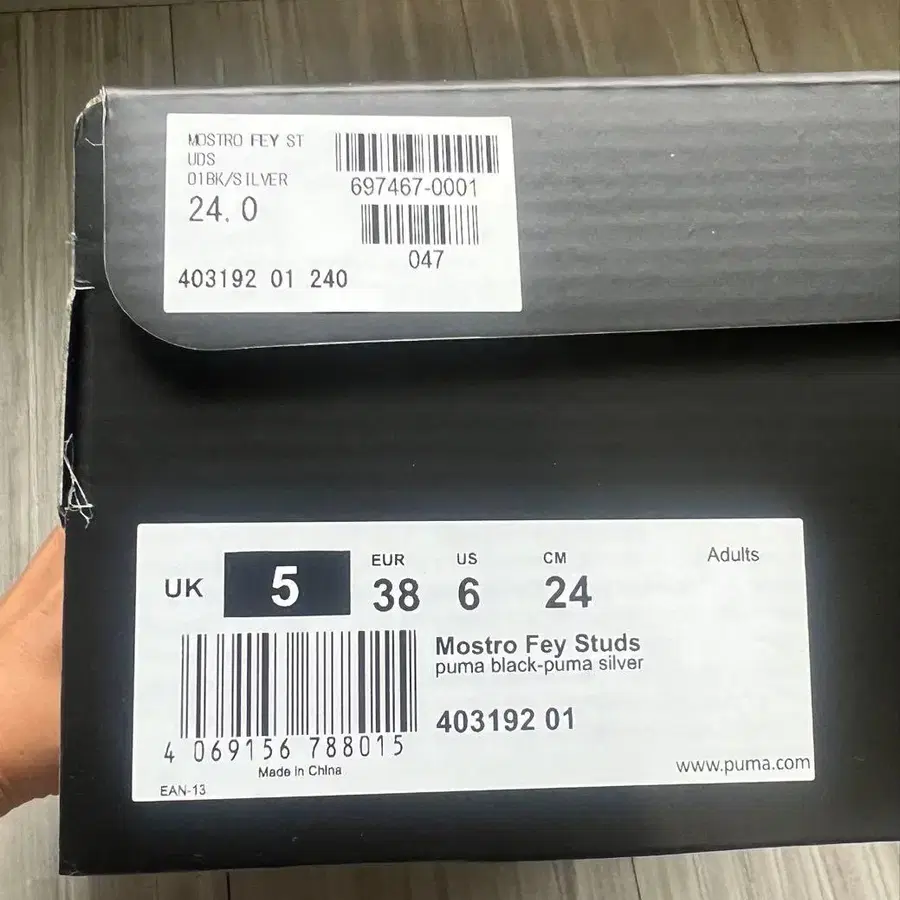 MOSTRO FEY ST
UDS
01BK/SILVER
24.0
697467-0001
047
403192 01 240
UK 5
EUR 38
US 6
CM 24
Adults
Mostro Fey Studs
puma black-puma silver
403192 01
4 069156 788015
Made in China
EAN-13
www.puma.com